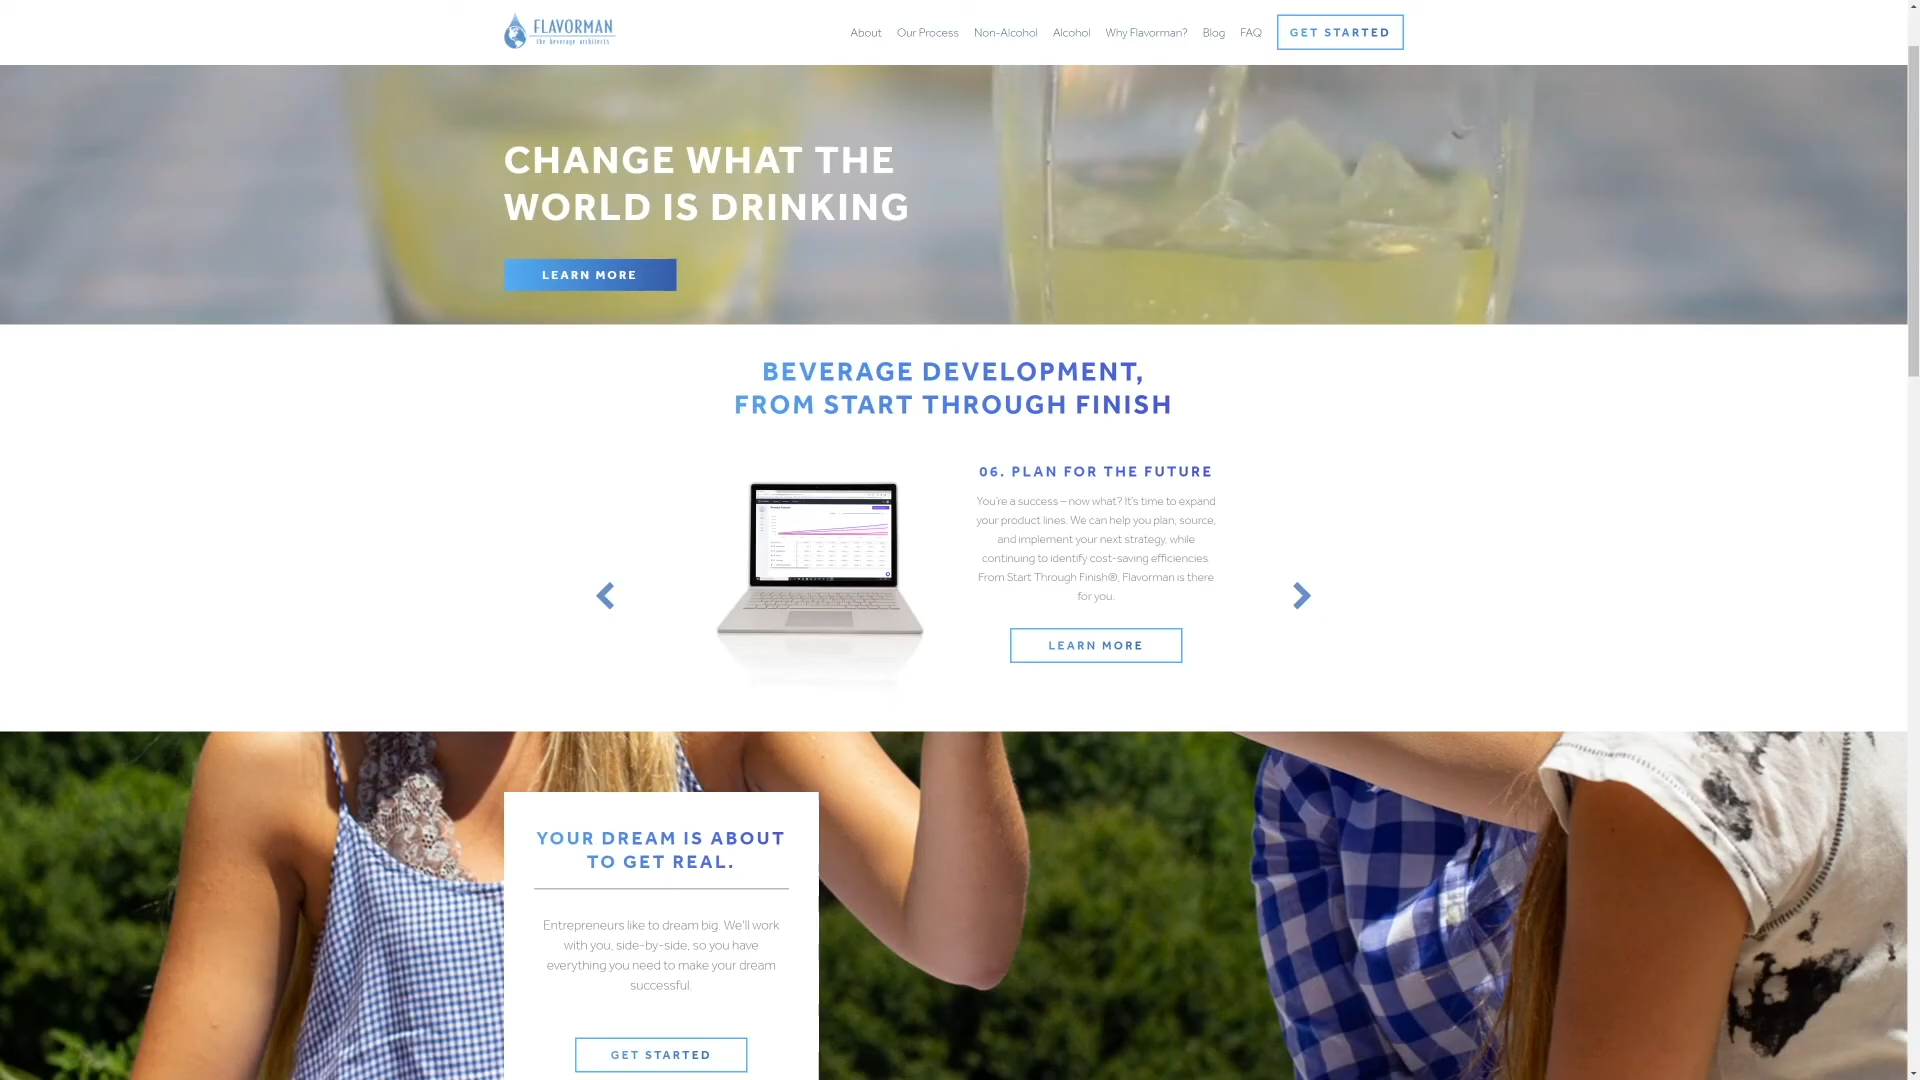 FLAVORMAN
the beverage architects
About Our Process Non-Alcohol Alcohol Why Flavorman? Blog FAQ GET STARTED
CHANGE WHAT THE
WORLD IS DRINKING
LEARN MORE
BEVERAGE DEVELOPMENT,
FROM START THROUGH FINISH
06. PLAN FOR THE FUTURE
You're a success – now what? It's time to expand
your product lines. We can help you plan, source,
and implement your next strategy, while
continuing to identify cost-saving efficiencies.
From Start Through Finish®, Flavorman is there
for you.
LEARN MORE
YOUR DREAM IS ABOUT
TO GET REAL.
Entrepreneurs like to dream big. We'll work
with you, side-by-side, so you have
everything you need to make your dream
successful.
GET STARTED